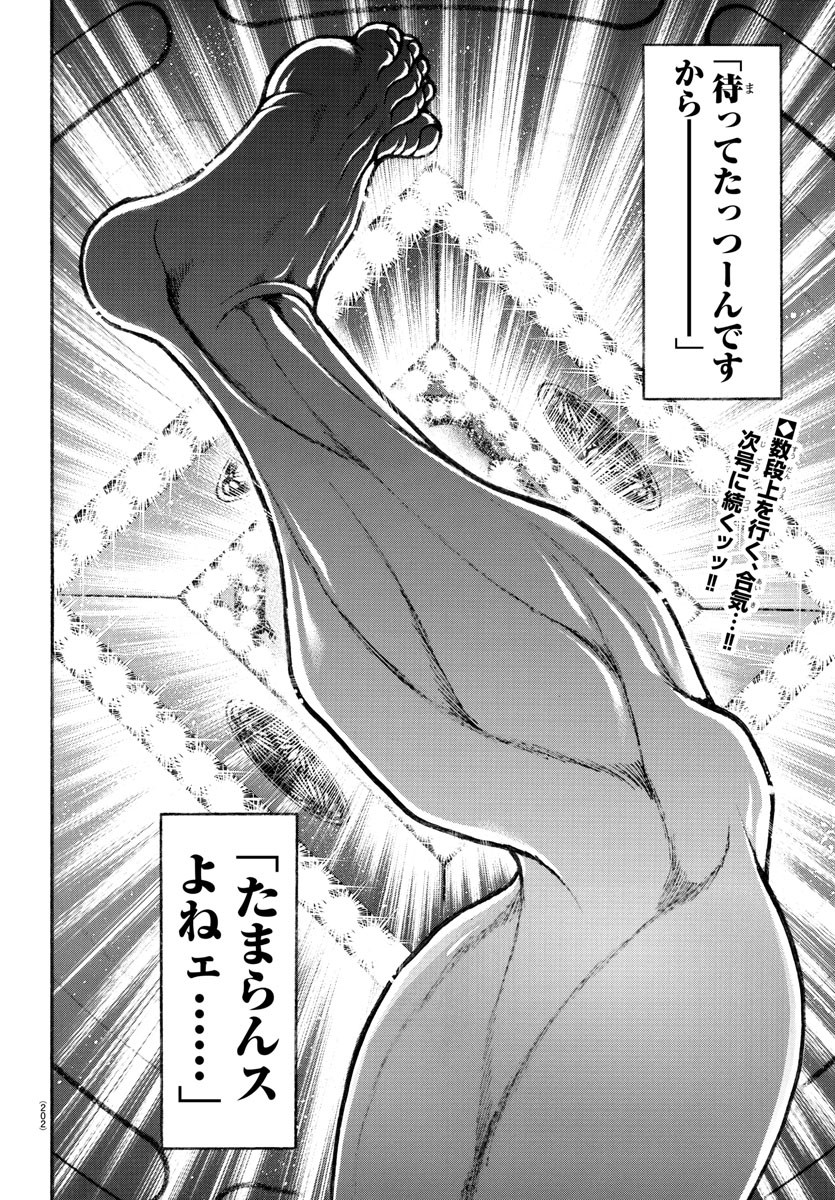 「待ってたっつーんです
から――――」
◆数段上を行く、合気…!!
次号に続くッッ!!
「たまらんス
よねェ……」
(202)